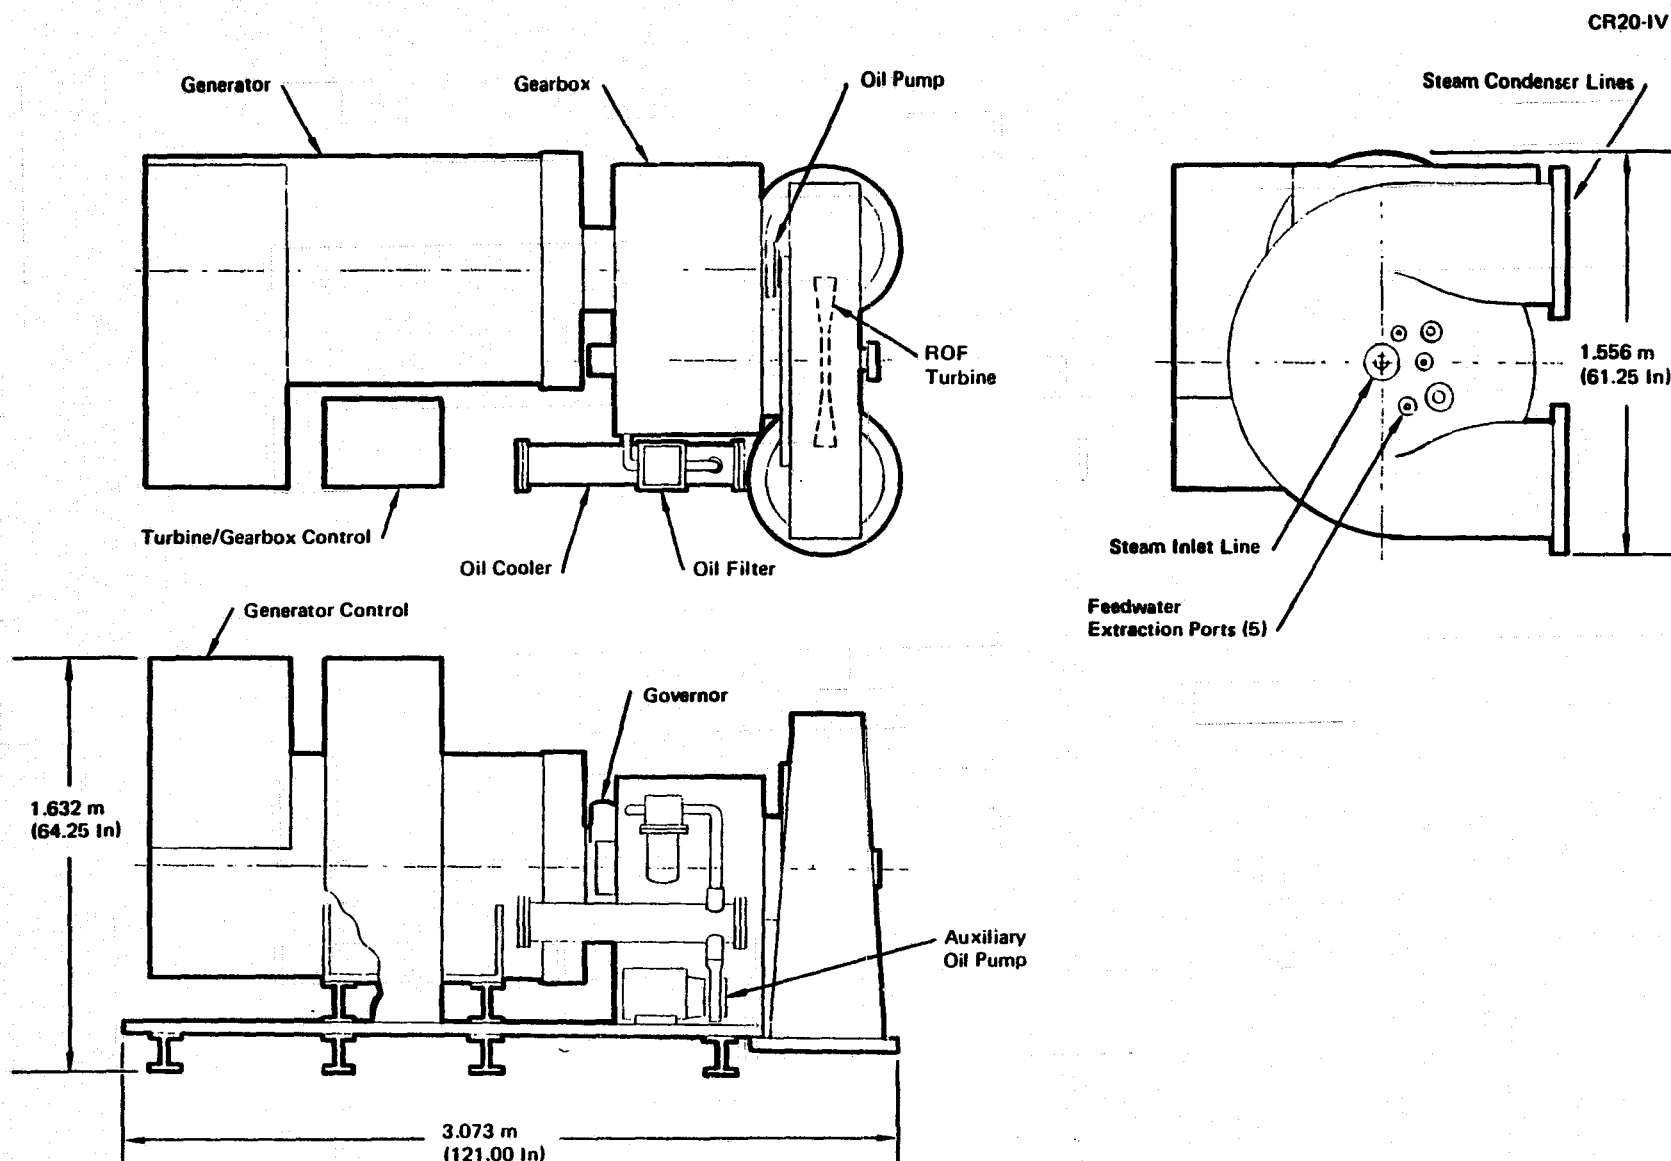 CR20-IV
Generator
Gearbox
Oil Pump
Steam Condenser Lines
ROF
Turbine
1.556 m
(61.25 In)
Turbine/Gearbox Control
Oil Cooler
Oil Filter
Steam Inlet Line
Feedwater
Extraction Ports (5)
Generator Control
Governor
1.632 m
(64.25 In)
Auxiliary
Oil Pump
3.073 m
(121.00 In)